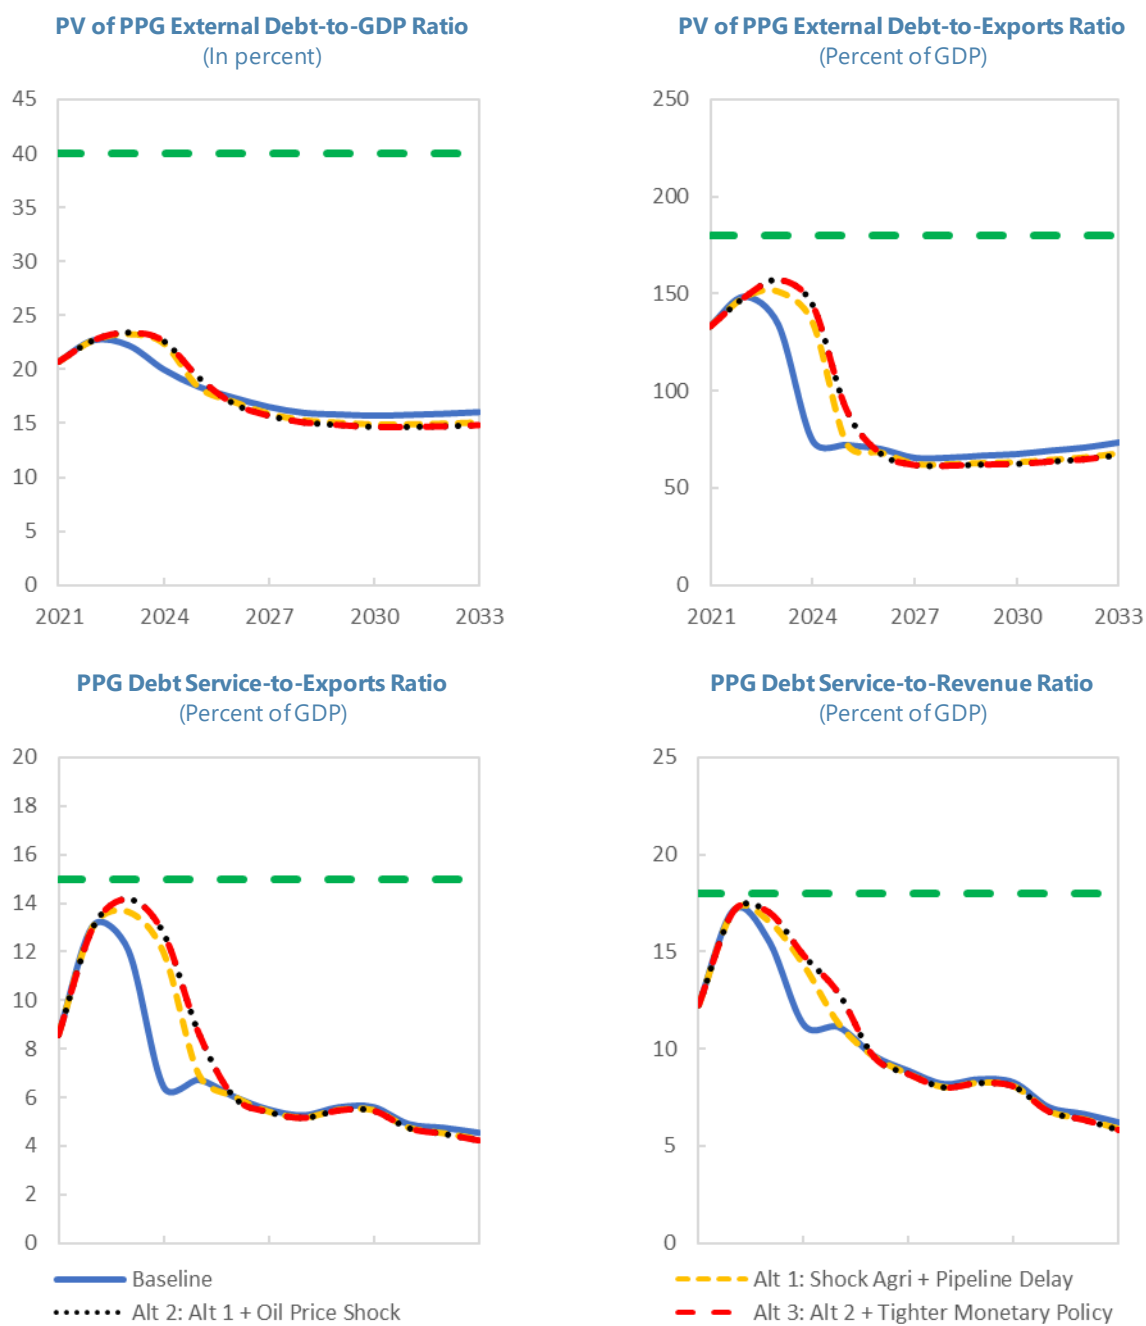 PV of PPG External Debt-to-GDP Ratio
(In percent)
45
40
35
30
25
20
15
10
5
0
2021 2024 2027 2030 2033
PV of PPG External Debt-to-Exports Ratio
(Percent of GDP)
250
200
150
100
50
0
2021 2024 2027 2030 2033
PPG Debt Service-to-Exports Ratio
(Percent of GDP)
20
18
16
14
12
10
8
6
4
2
0
PPG Debt Service-to-Revenue Ratio
(Percent of GDP)
25
20
15
10
5
0
Baseline
Alt 1: Shock Agri + Pipeline Delay
Alt 2: Alt 1 + Oil Price Shock
Alt 3: Alt 2 + Tighter Monetary Policy